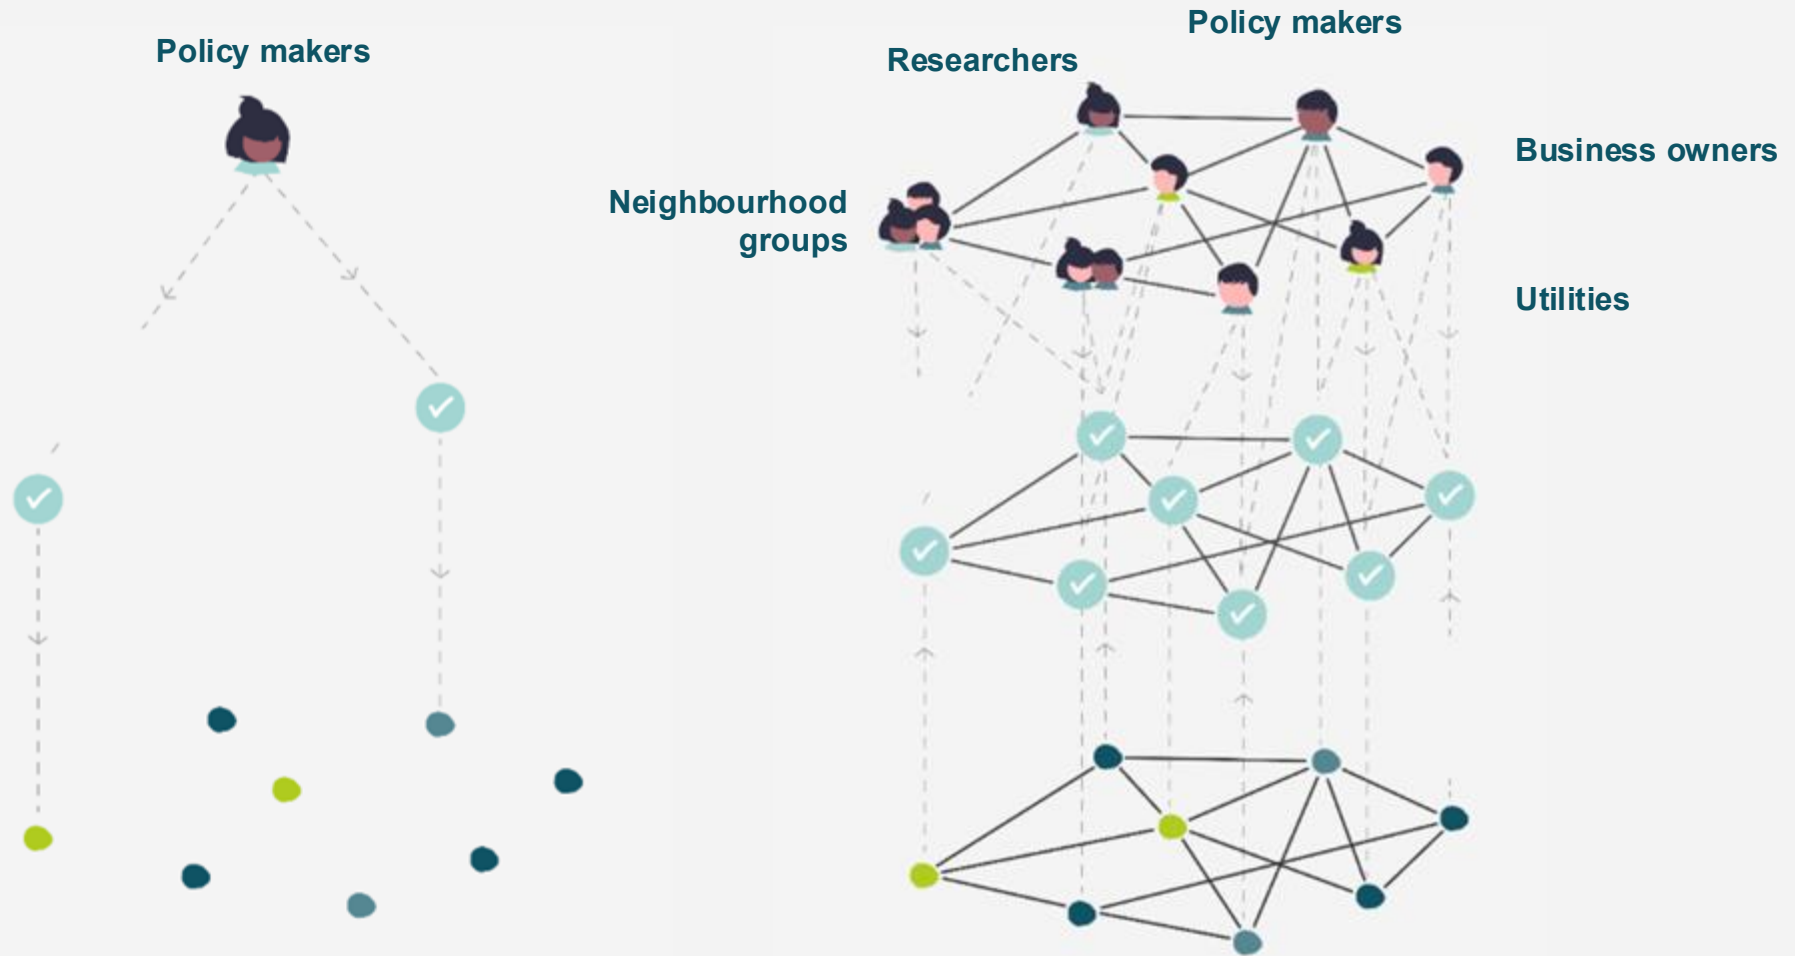 Policy makers
Policy makers
Researchers
Business owners
Neighbourhood
groups
Utilities